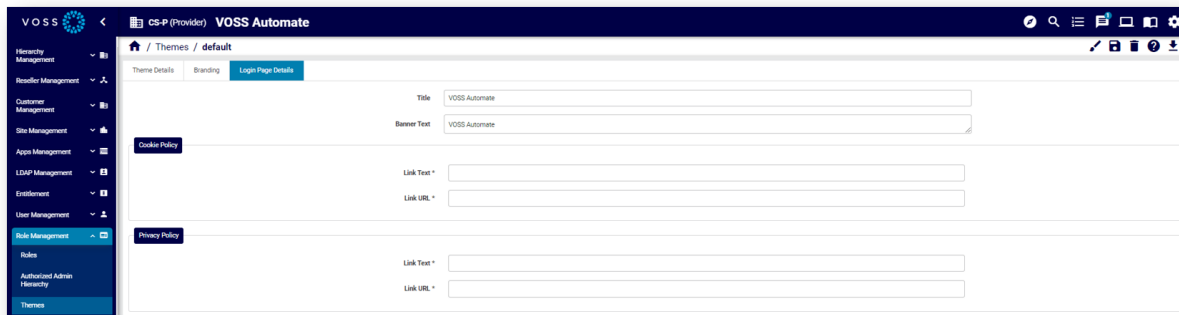 VOSS
CS-P (Provider) VOSS Automate
1
Hierarchy
Management
Reseller Management
Customer
Management
Site Management
Apps Management
LDAP Management
Entitlement
User Management
Role Management
Roles
Authorized Admin
Hierarchy
Themes
/ Themes / default
Theme Details Branding Login Page Details
Title VOSS Automate
Banner Text VOSS Automate
Cookie Policy
Link Text *
Link URL *
Privacy Policy
Link Text *
Link URL *